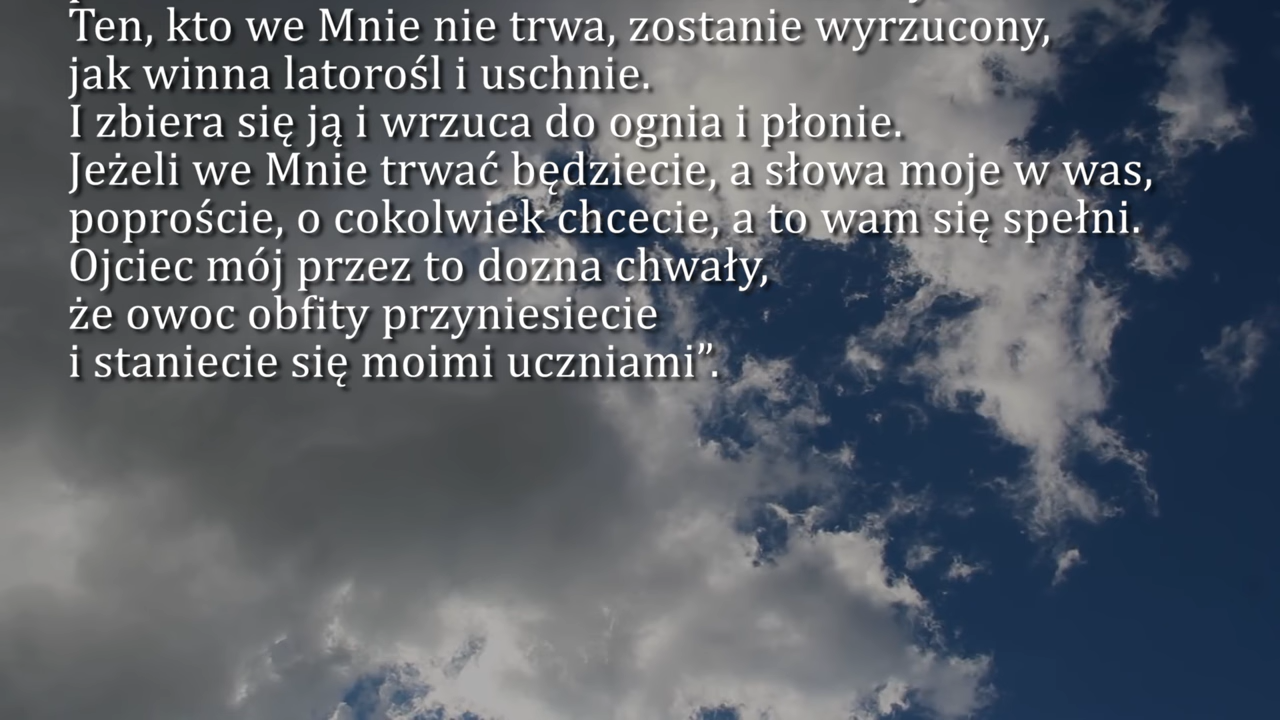 Ten, kto we Mnie nie trwa, zostanie wyrzucony,
jak winna latorośl i uschnie.
I zbiera się ją i wrzuca do ognia i płonie.
Jeżeli we Mnie trwać będziecie, a słowa moje w was,
poproście, o cokolwiek chcecie, a to wam się spełni.
Ojciec mój przez to dozna chwały,
że owoc obfity przyniesiecie
i staniecie się moimi uczniami”.